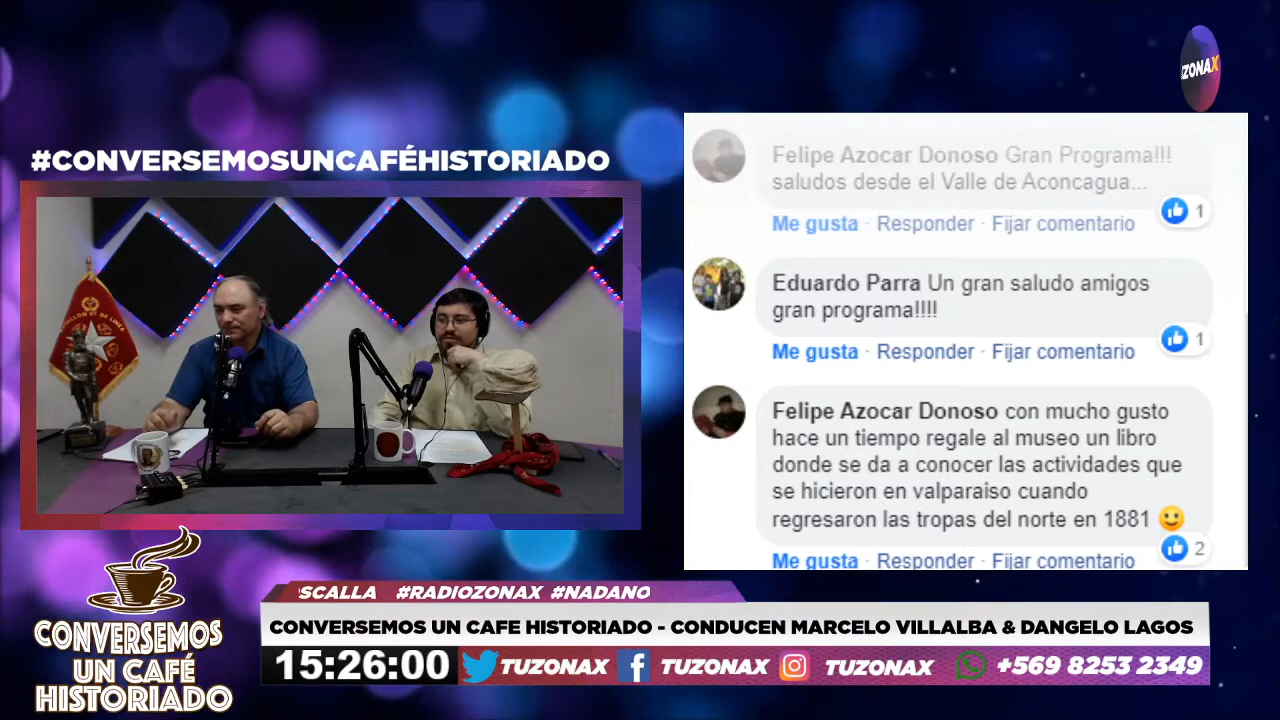 ZONAX
#CONVERSEMOSUNCAFÉHISTORIADO
Felipe Azocar Donoso Gran Programa!!!
saludos desde el Valle de Aconcagua...
Me gusta · Responder · Fijar comentario
1
Eduardo Parra Un gran saludo amigos
gran programa!!!!
Me gusta · Responder · Fijar comentario
1
Felipe Azocar Donoso con mucho gusto
hace un tiempo regale al museo un libro
donde se da a conocer las actividades que
se hicieron en valparaiso cuando
regresaron las tropas del norte en 1881
Me gusta · Responder · Fijar comentario
2
CONVERSEMOS
UN CAFÉ
HISTORIADO
SCALLA #RADIOZONAX #NADANO
CONVERSEMOS UN CAFE HISTORIADO - CONDUCEN MARCELO VILLALBA & DANGELO LAGOS
15:26:00 TUZONAX TUZONAX TUZONAX +569 8253 2349